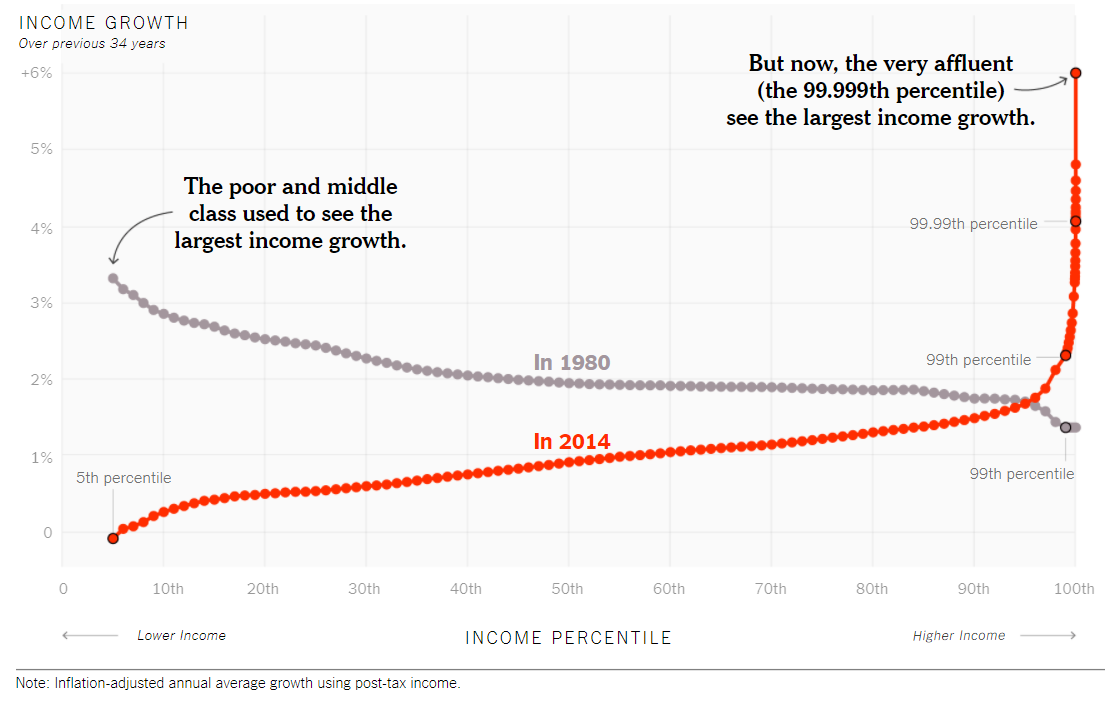 INCOME GROWTH
Over previous 34 years
+6%
5%
4%
3%
2%
1%
0
But now, the very affluent
(the 99.999th percentile)
see the largest income growth.
The poor and middle
class used to see the
largest income growth.
99.99th percentile
In 1980
99th percentile
In 2014
5th percentile
99th percentile
0 10th 20th 30th 40th 50th 60th 70th 80th 90th 100th
Lower Income INCOME PERCENTILE Higher Income
Note: Inflation-adjusted annual average growth using post-tax income.